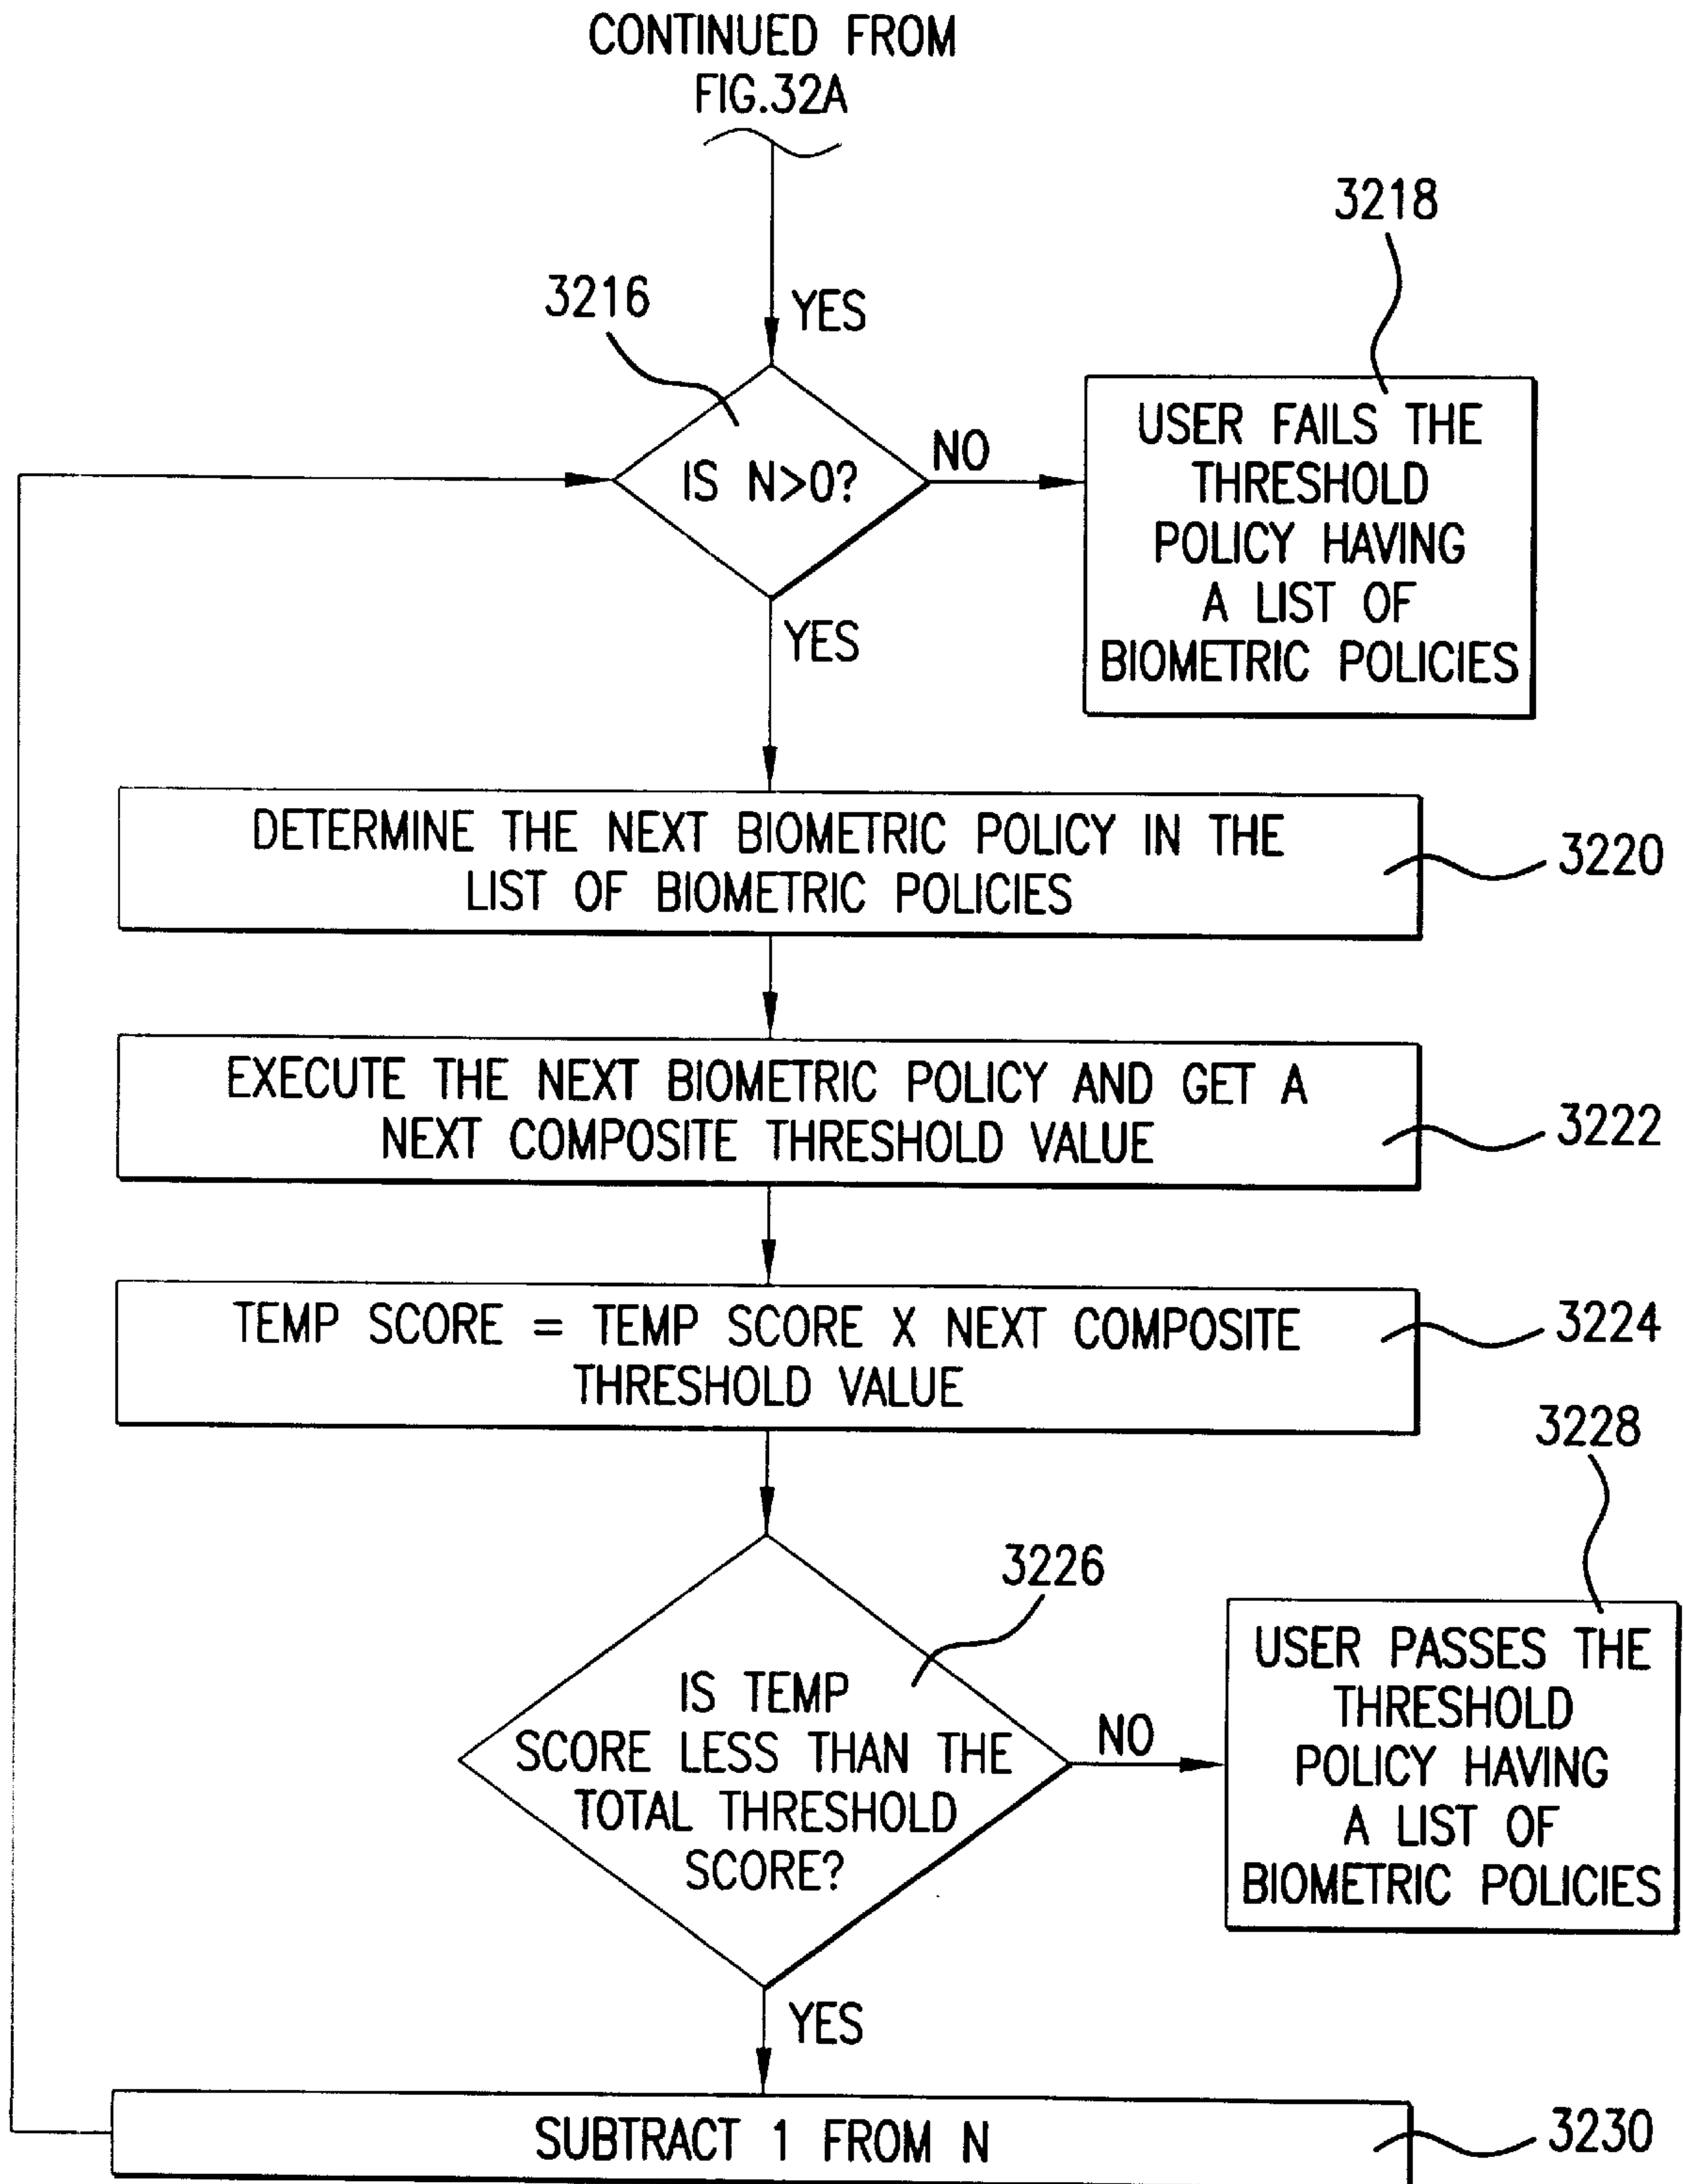 CONTINUED FROM
FIG.32A
3218
3216
YES
IS N>0?
NO
USER FAILS THE
THRESHOLD
POLICY HAVING
A LIST OF
BIOMETRIC POLICIES
YES
DETERMINE THE NEXT BIOMETRIC POLICY IN THE
LIST OF BIOMETRIC POLICIES
3220
EXECUTE THE NEXT BIOMETRIC POLICY AND GET A
NEXT COMPOSITE THRESHOLD VALUE
3222
TEMP SCORE = TEMP SCORE X NEXT COMPOSITE
THRESHOLD VALUE
3224
3228
3226
IS TEMP
SCORE LESS THAN THE
TOTAL THRESHOLD
SCORE?
NO
USER PASSES THE
THRESHOLD
POLICY HAVING
A LIST OF
BIOMETRIC POLICIES
YES
SUBTRACT 1 FROM N
3230